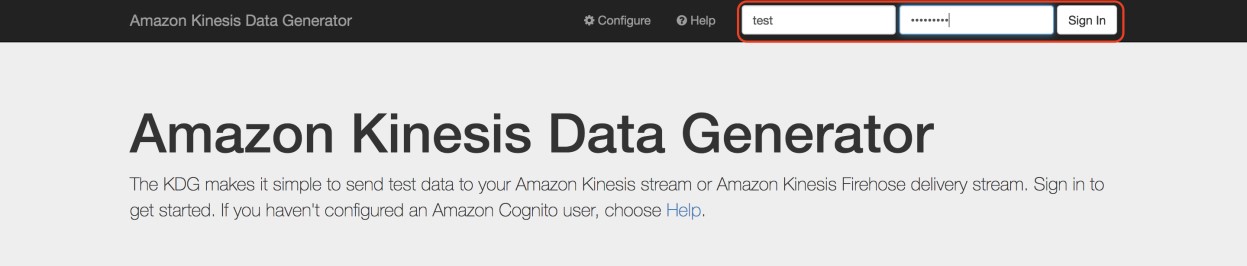 Amazon Kinesis Data Generator Configure Help test ••••••••• Sign In
Amazon Kinesis Data Generator
The KDG makes it simple to send test data to your Amazon Kinesis stream or Amazon Kinesis Firehose delivery stream. Sign in to
get started. If you haven't configured an Amazon Cognito user, choose Help.